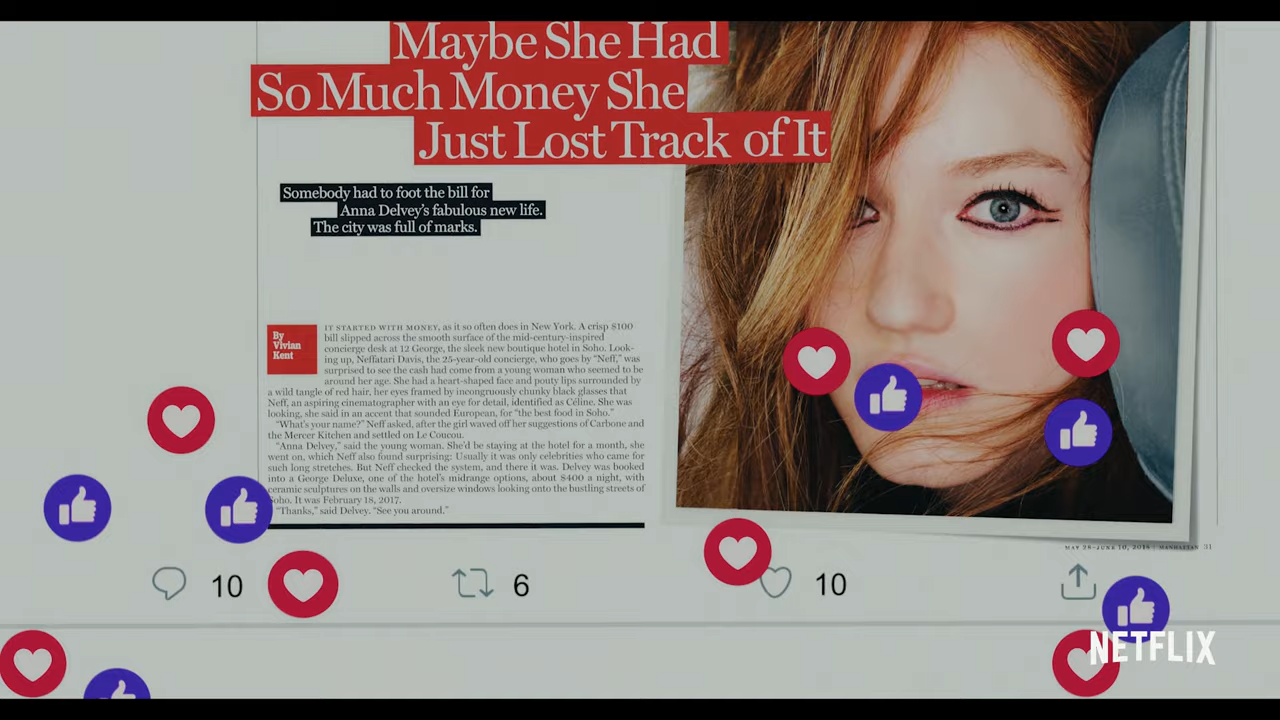 Maybe She Had
So Much Money She
Just Lost Track of It
Somebody had to foot the bill for
Anna Delvey's fabulous new life.
The city was full of marks.
By
Vivian
Kent
IT STARTED WITH MONEY, as it so often does in New York. A crisp $100
bill slipped across the smooth surface of the mid-century-inspired
concierge desk at 12 George, the sleek new boutique hotel in Soho. Look-
ing up, Neffatari Davis, the 25-year-old concierge, who goes by "Neff," was
surprised to see the cash had come from a young woman who seemed to be
around her age. She had a heart-shaped face and pouty lips surrounded by
a wild tangle of red hair, her eyes framed by incongruously chunky black glasses that
Neff, an aspiring cinematographer with an eye for detail, identified as Céline. She was
looking, she said in an accent that sounded European, for "the best food in Soho."
"What's your name?" Neff asked, after the girl waved off her suggestions of Carbone and
the Mercer Kitchen and settled on Le Coucou.
"Anna Delvey," said the young woman. She'd be staying at the hotel for a month, she
went on, which Neff also found surprising: Usually it was only celebrities who came for
such long stretches. But Neff checked the system, and there it was. Delvey was booked
into a George Deluxe, one of the hotel's midrange options, about $400 a night, with
ceramic sculptures on the walls and oversize windows looking onto the bustling streets of
Soho. It was February 18, 2017.
"Thanks," said Delvey. "See you around."
MAY 28–JUNE 10, 2018 | MANHATTAN 31
10
6
10
NETFLIX